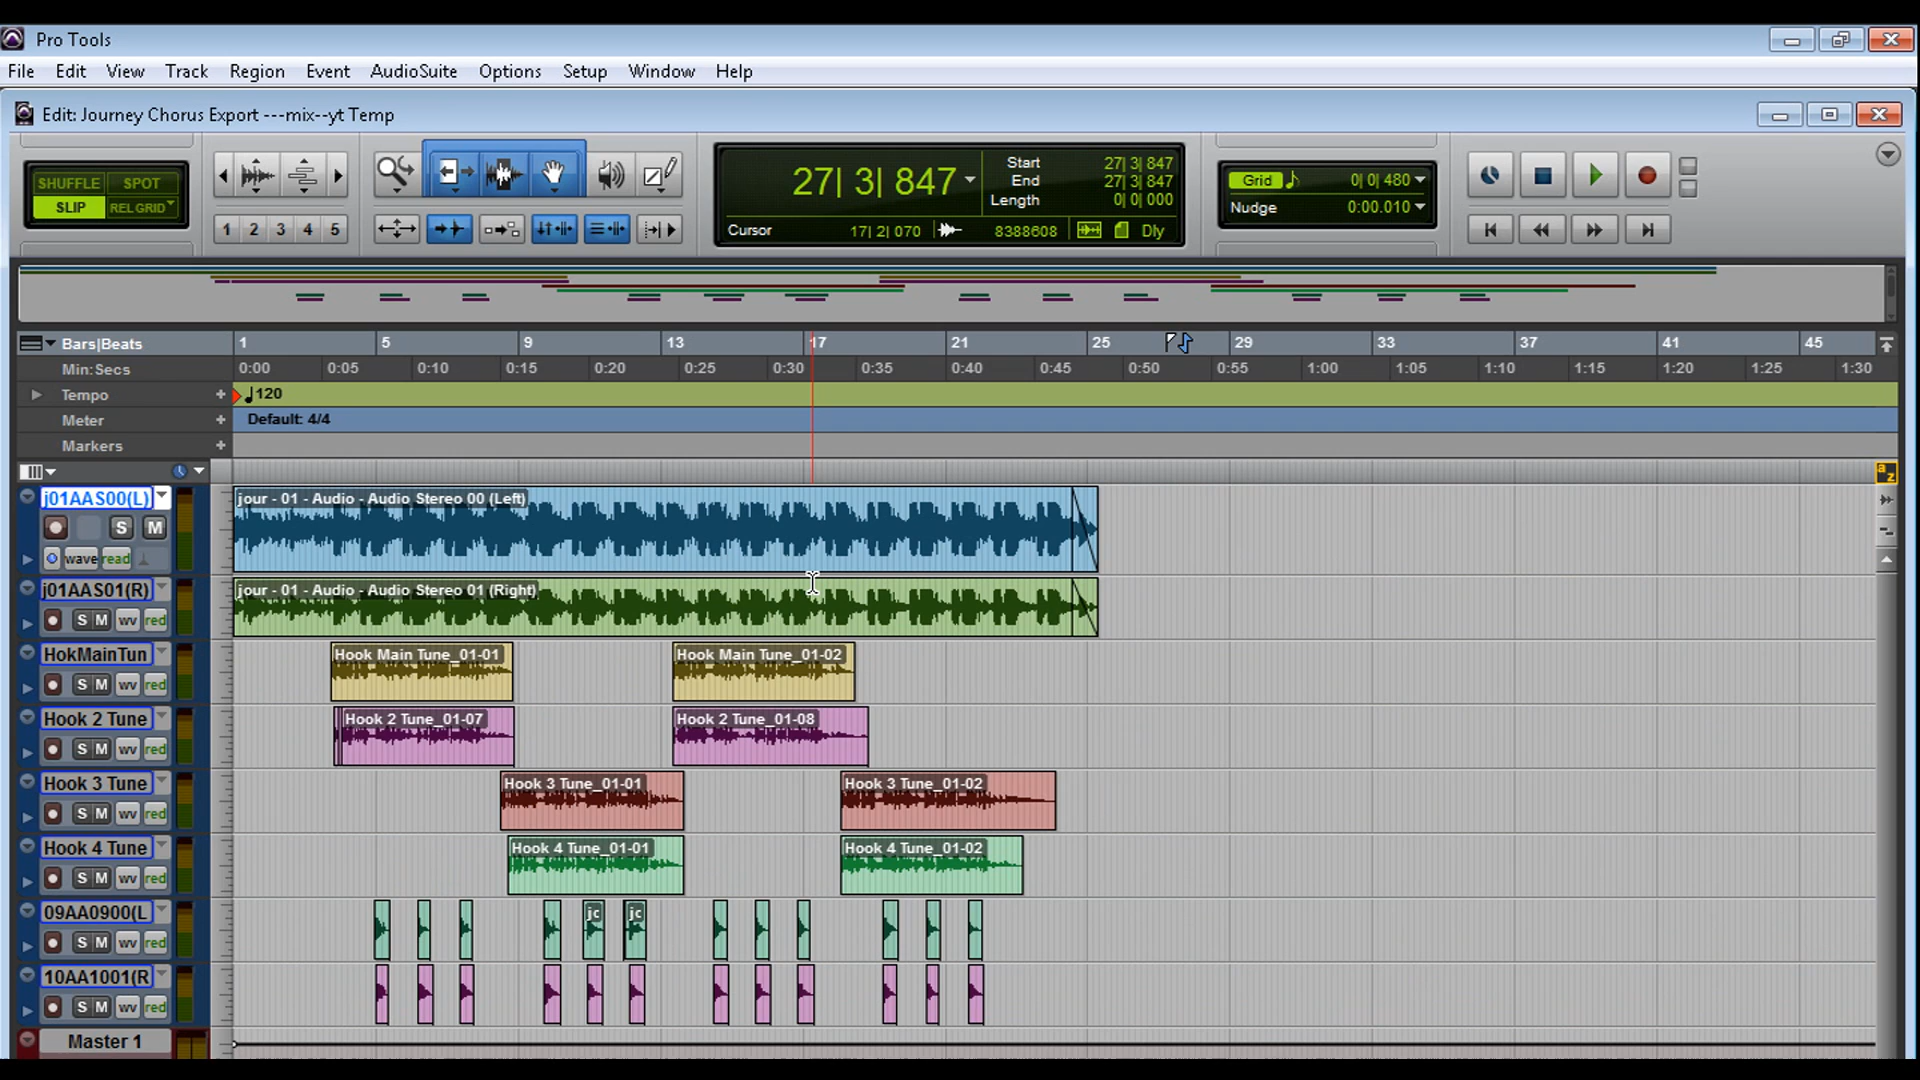 Pro Tools
File Edit View Track Region Event AudioSuite Options Setup Window Help
Edit: Journey Chorus Export ---mix--yt Temp
SHUFFLE SPOT
SLIP REL GRID
1 2 3 4 5
27| 3| 847
Start 27| 3| 847
End 27| 3| 847
Length 0| 0| 000
Cursor 17| 2| 070 8388608 Dly
Grid 0| 0| 480
Nudge 0:00.010
Bars|Beats 1 5 9 13 17 21 25 29 33 37 41 45
Min:Secs 0:00 0:05 0:10 0:15 0:20 0:25 0:30 0:35 0:40 0:45 0:50 0:55 1:00 1:05 1:10 1:15 1:20 1:25 1:30
Tempo + 120
Meter + Default: 4/4
Markers +
a z
j01AAS00(L) jour - 01 - Audio - Audio Stereo 00 (Left)
S M
wave read
j01AAS01(R) jour - 01 - Audio - Audio Stereo 01 (Right)
S M wv red
HokMainTun Hook Main Tune_01-01 Hook Main Tune_01-02
S M wv red
Hook 2 Tune Hook 2 Tune_01-07 Hook 2 Tune_01-08
S M wv red
Hook 3 Tune Hook 3 Tune_01-01 Hook 3 Tune_01-02
S M wv red
Hook 4 Tune Hook 4 Tune_01-01 Hook 4 Tune_01-02
S M wv red
09AA0900(L jc jc
S M wv red
10AA1001(R
S M wv red
Master 1